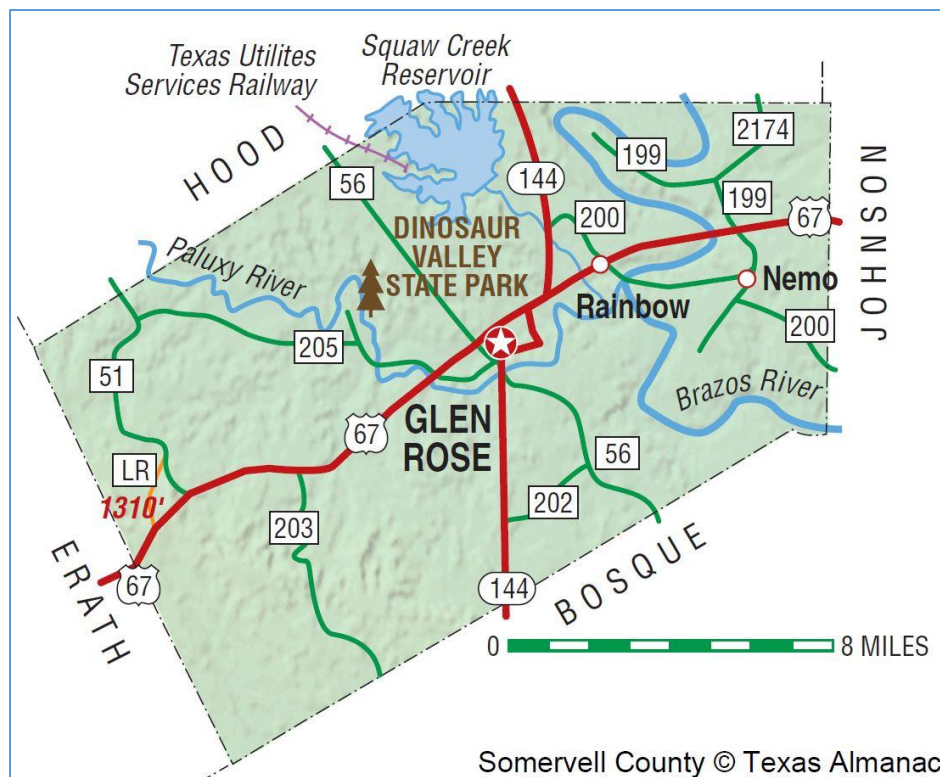 Squaw Creek
Reservoir
Texas Utilites
Services Railway
HOOD
56
144
199
2174
199
200
67
JOHNSON
DINOSAUR
VALLEY
STATE PARK
Paluxy River
Rainbow
Nemo
200
205
51
Brazos River
67
GLEN
ROSE
56
LR
1310'
202
203
ERATH
67
144
BOSQUE
0
8 MILES
Somervell County © Texas Almanac